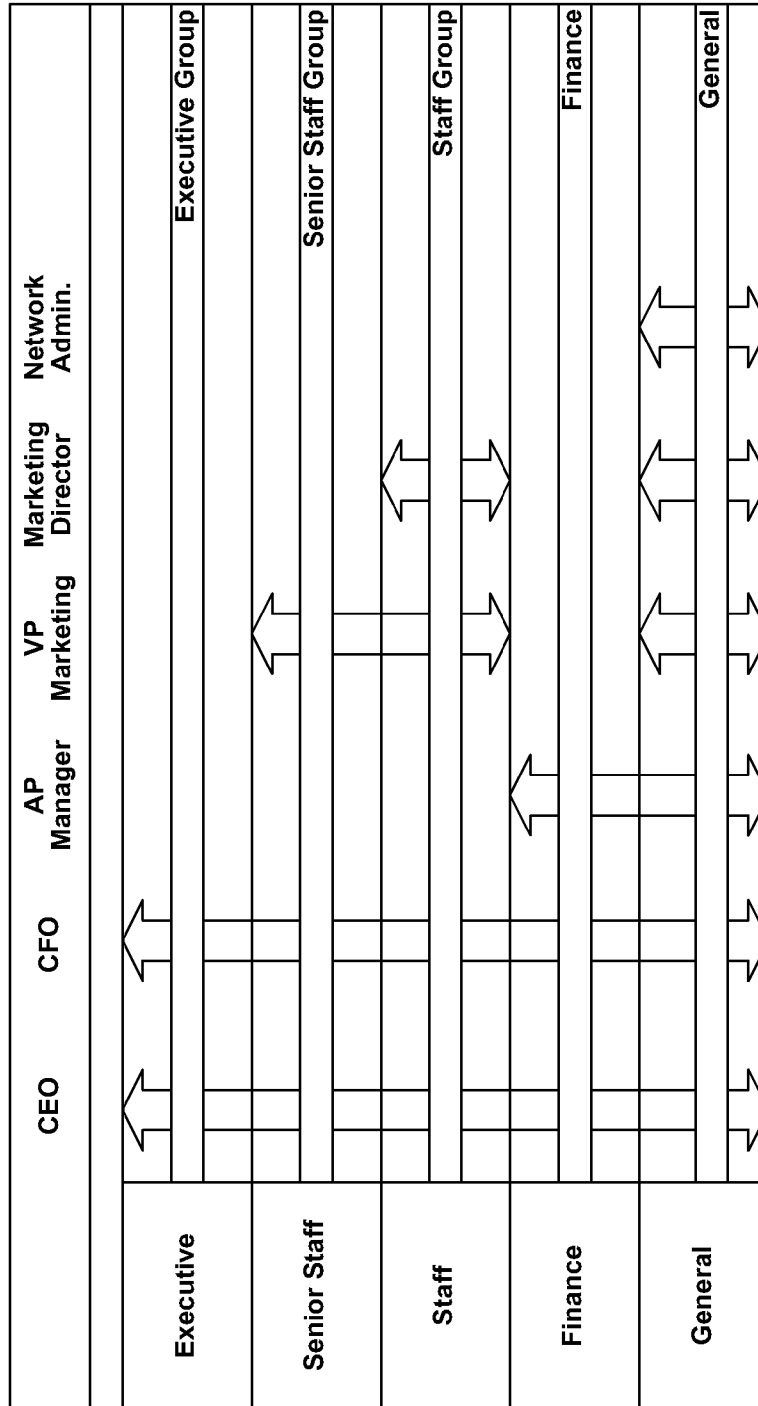 CEO
CFO
AP
Manager
VP
Marketing
Marketing
Director
Network
Admin.
Executive
Executive Group
Senior Staff
Senior Staff Group
Staff
Staff Group
Finance
Finance
General
General